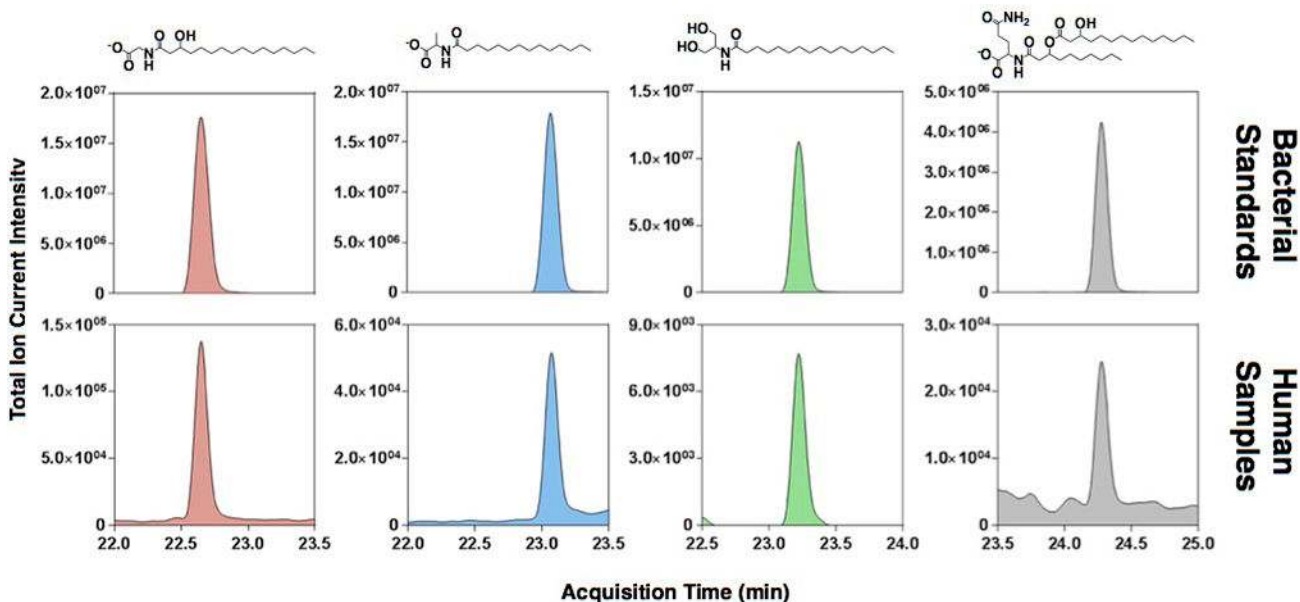 O NH₂
OH
O OH
⁻O N O H
⁻O N O H
HO HO O N H
O OH O O ⁻O N O H
2.0×10⁰⁷ 1.5×10⁰⁷ 1.0×10⁰⁷ 5.0×10⁰⁶ 0
2.0×10⁰⁷ 1.5×10⁰⁷ 1.0×10⁰⁷ 5.0×10⁰⁶ 0
1.5×10⁰⁷ 1.0×10⁰⁷ 5.0×10⁰⁶ 0
5.0×10⁰⁶ 4.0×10⁰⁶ 3.0×10⁰⁶ 2.0×10⁰⁶ 1.0×10⁰⁶ 0
Bacterial
Standards
Total Ion Current Intensity
1.5×10⁰⁵ 1.0×10⁰⁵ 5.0×10⁰⁴ 0
6.0×10⁰⁴ 4.0×10⁰⁴ 2.0×10⁰⁴ 0
9.0×10⁰³ 6.0×10⁰³ 3.0×10⁰³ 0
3.0×10⁰⁴ 2.0×10⁰⁴ 1.0×10⁰⁴ 0
Human
Samples
22.0 22.5 23.0 23.5
22.0 22.5 23.0 23.5
22.5 23.0 23.5 24.0
23.5 24.0 24.5 25.0
Acquisition Time (min)